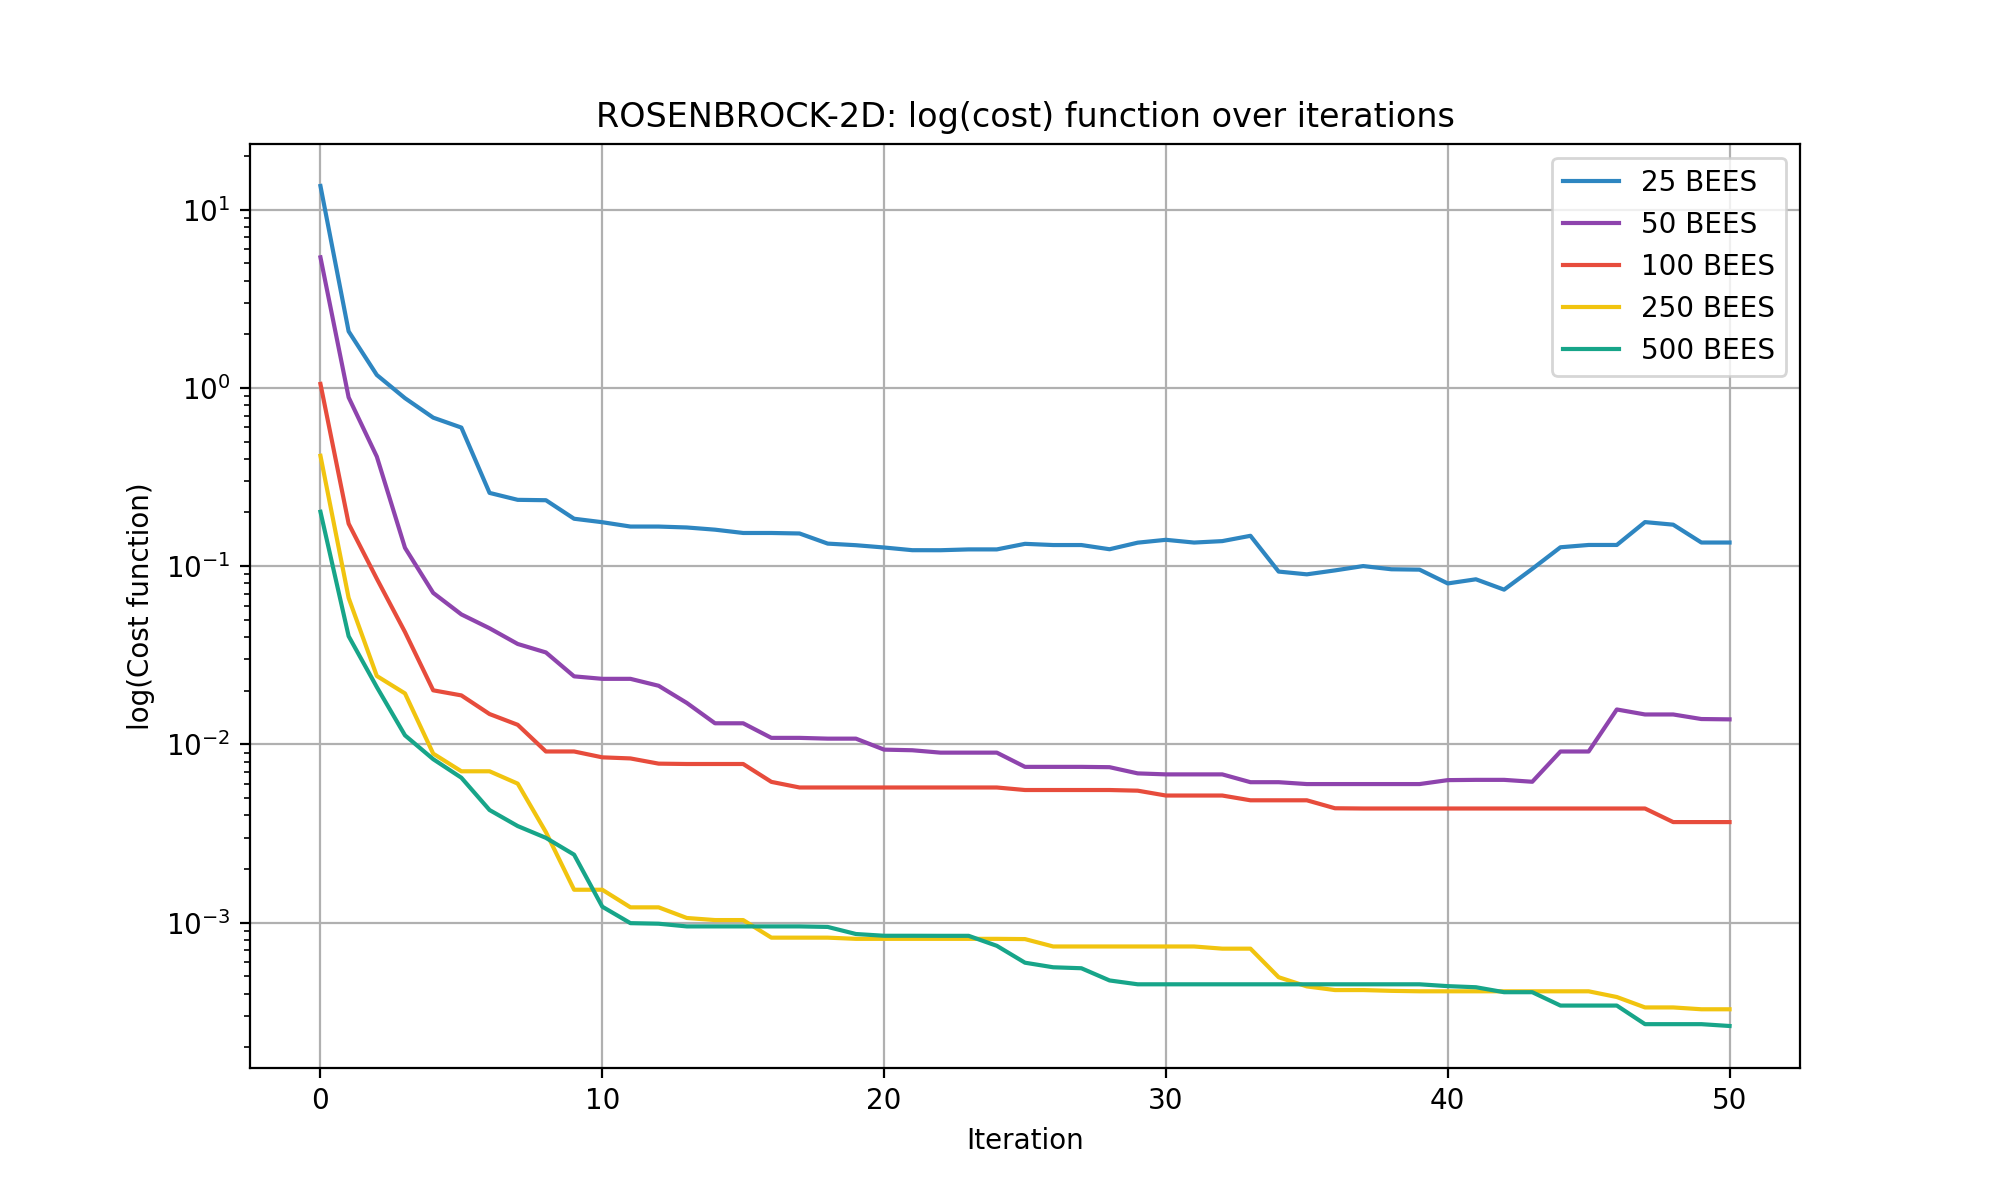 ROSENBROCK-2D: log(cost) function over iterations
25 BEES
50 BEES
100 BEES
250 BEES
500 BEES
log(Cost function)
10¹
10⁰
10⁻¹
10⁻²
10⁻³
0 10 20 30 40 50
Iteration